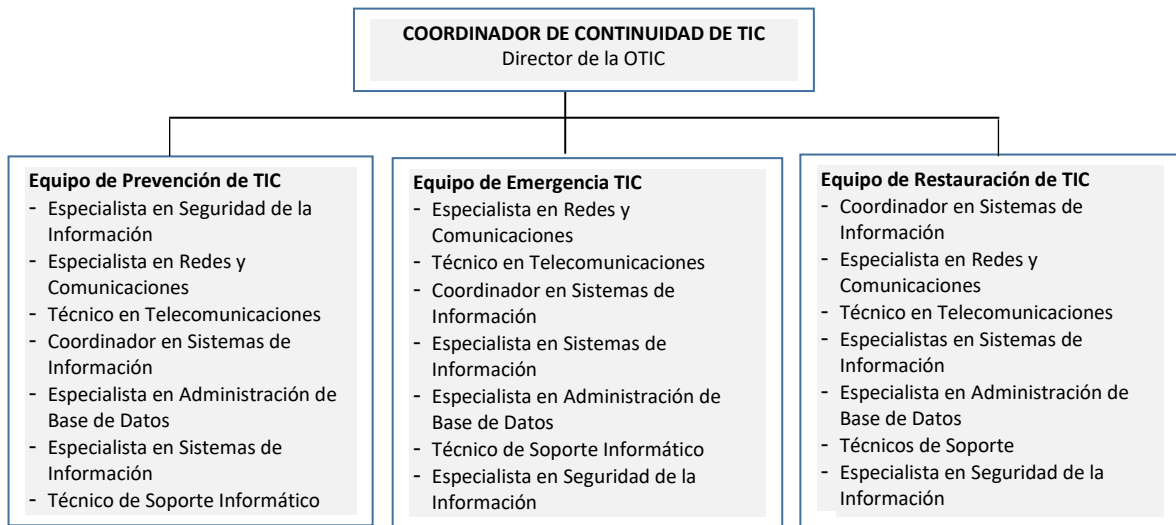 COORDINADOR DE CONTINUIDAD DE TIC
Director de la OTIC
Equipo de Prevención de TIC
- Especialista en Seguridad de la
Información
- Especialista en Redes y
Comunicaciones
- Técnico en Telecomunicaciones
- Coordinador en Sistemas de
Información
- Especialista en Administración de
Base de Datos
- Especialista en Sistemas de
Información
- Técnico de Soporte Informático
Equipo de Emergencia TIC
- Especialista en Redes y
Comunicaciones
- Técnico en Telecomunicaciones
- Coordinador en Sistemas de
Información
- Especialista en Sistemas de
Información
- Especialista en Administración de
Base de Datos
- Técnico de Soporte Informático
- Especialista en Seguridad de la
Información
Equipo de Restauración de TIC
- Coordinador en Sistemas de
Información
- Especialista en Redes y
Comunicaciones
- Técnico en Telecomunicaciones
- Especialistas en Sistemas de
Información
- Especialista en Administración de
Base de Datos
- Técnicos de Soporte
- Especialista en Seguridad de la
Información